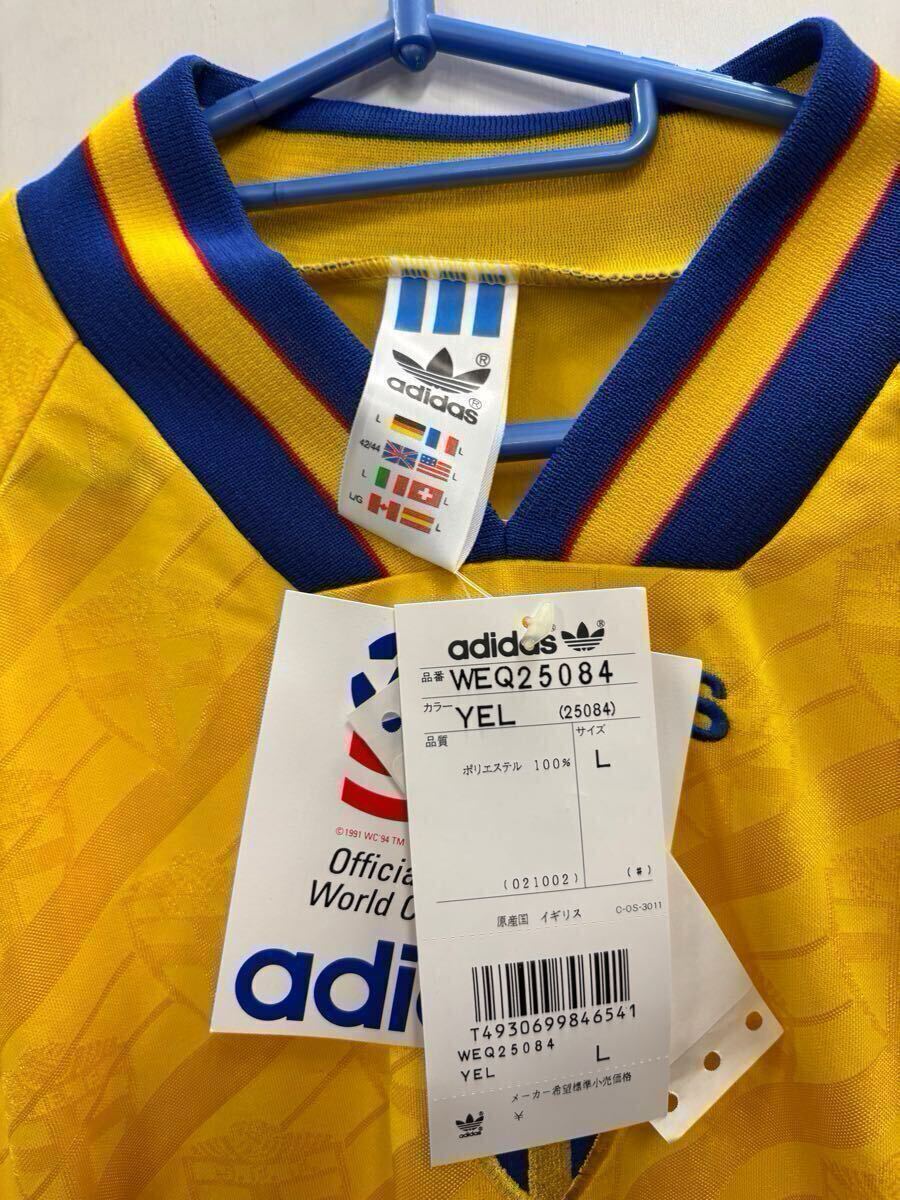 adidas
L
L
42/44
L
L
L
L/G
L
S
©1991 WC'94 TM
World
adi
adidas
品番 WEQ25084
カラー YEL (25084)
品質
サイズ
ポリエステル 100%
L
(021002)
(#)
原産国 イギリス
C-OS-3011
T4930699846541
WEQ25084
L
YEL
メーカー希望標準小売価格
¥
adidas